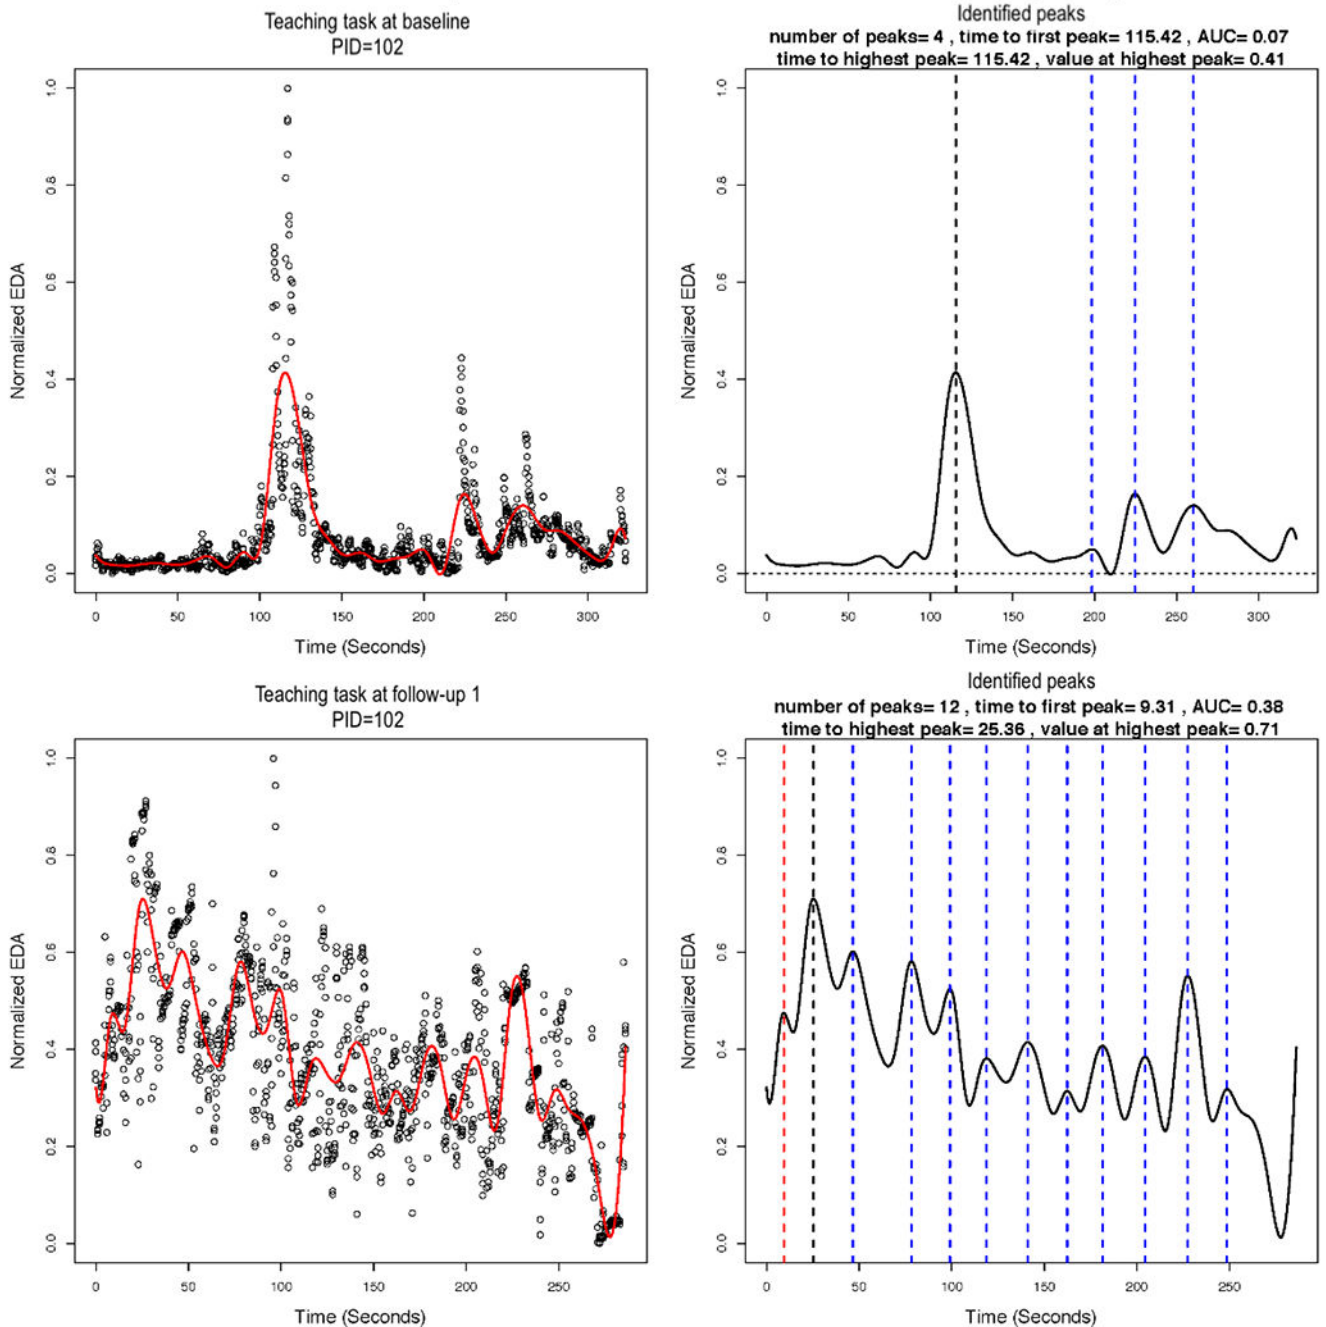 Teaching task at baseline
PID=102
Normalized EDA
1.0
0.8
0.6
0.4
0.2
0.0
0 50 100 150 200 250 300
Time (Seconds)
Identified peaks
number of peaks= 4 , time to first peak= 115.42 , AUC= 0.07
time to highest peak= 115.42 , value at highest peak= 0.41
Normalized EDA
1.0
0.8
0.6
0.4
0.2
0.0
0 50 100 150 200 250 300
Time (Seconds)
Teaching task at follow-up 1
PID=102
Normalized EDA
1.0
0.8
0.6
0.4
0.2
0.0
0 50 100 150 200 250
Time (Seconds)
Identified peaks
number of peaks= 12 , time to first peak= 9.31 , AUC= 0.38
time to highest peak= 25.36 , value at highest peak= 0.71
Normalized EDA
1.0
0.8
0.6
0.4
0.2
0.0
0 50 100 150 200 250
Time (Seconds)